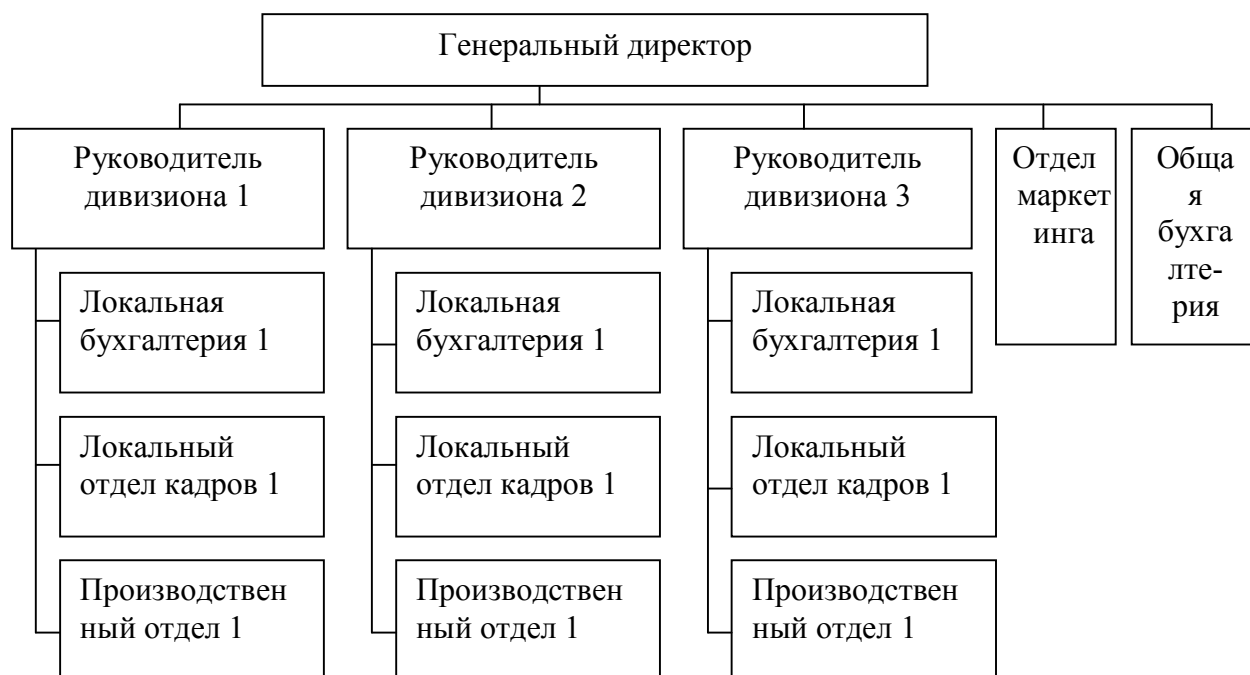 Генеральный директор
Руководитель
дивизиона 1
Руководитель
дивизиона 2
Руководитель
дивизиона 3
Отдел
маркет
инга
Обща
я
бухга
лте-
рия
Локальная
бухгалтерия 1
Локальная
бухгалтерия 1
Локальная
бухгалтерия 1
Локальный
отдел кадров 1
Локальный
отдел кадров 1
Локальный
отдел кадров 1
Производствен
ный отдел 1
Производствен
ный отдел 1
Производствен
ный отдел 1